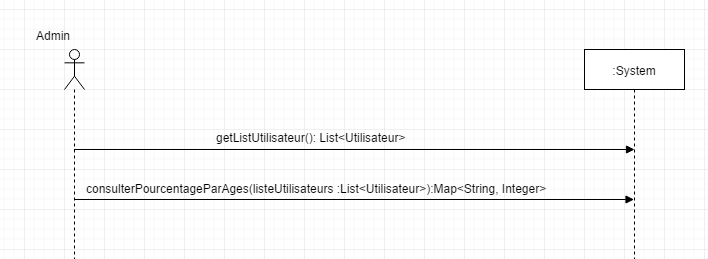 Admin
:System
getListUtilisateur(): List<Utilisateur>
consulterPourcentageParAges(listeUtilisateurs :List<Utilisateur>):Map<String, Integer>